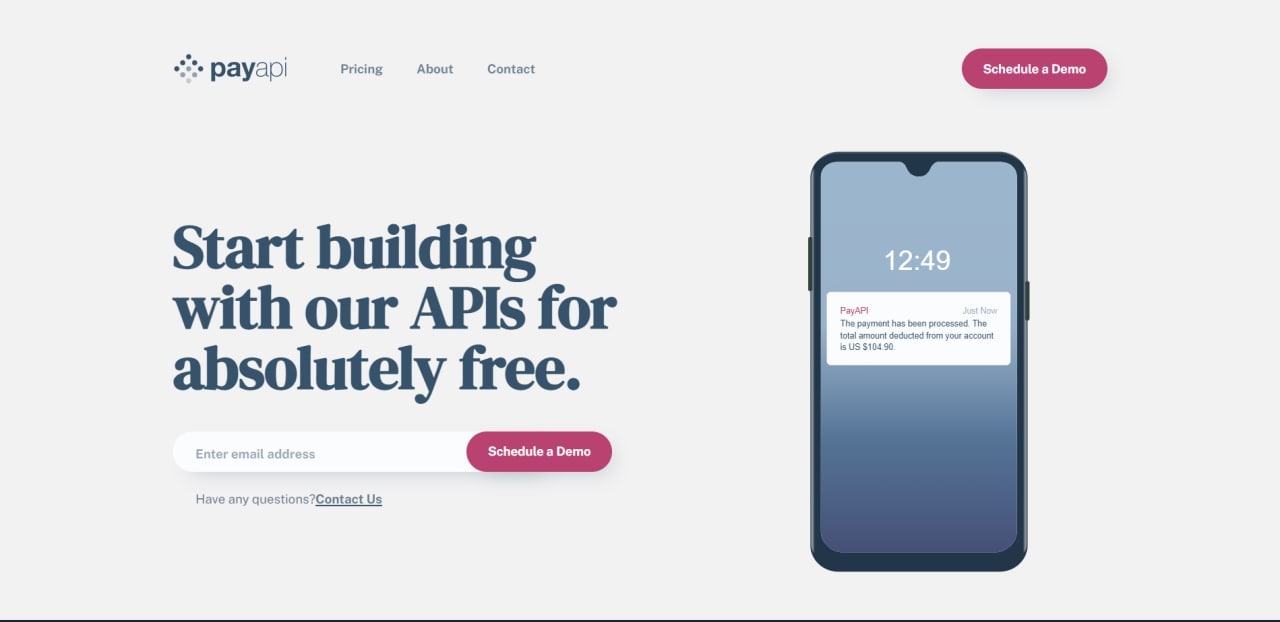 payapi
Pricing
About
Contact
Schedule a Demo
Start building
with our APIs for
absolutely free.
Enter email address
Schedule a Demo
Have any questions?Contact Us
12:49
PayAPI
Just Now
The payment has been processed. The
total amount deducted from your account
is US $104.90.